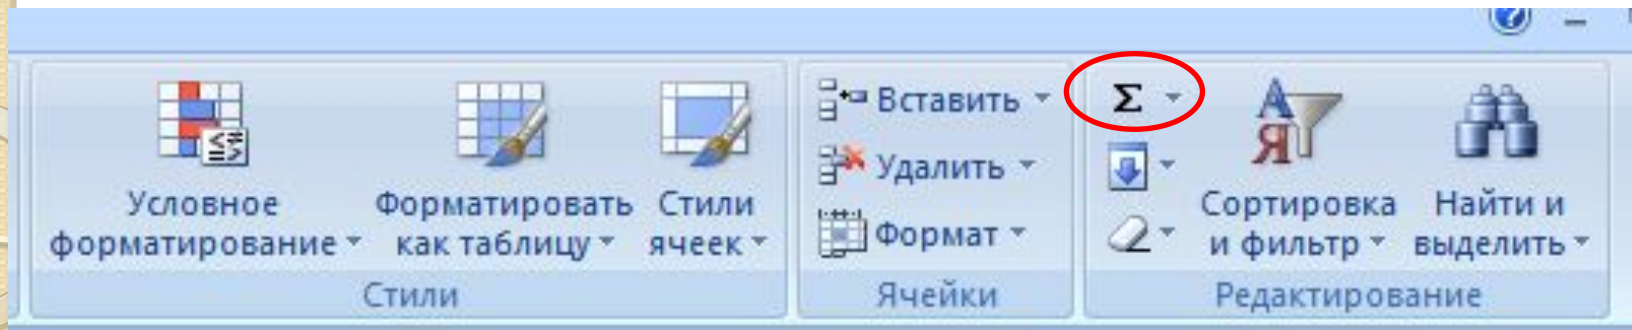 Условное
форматирование
Форматировать
как таблицу
Стили
ячеек
Стили
Вставить
Удалить
Формат
Ячейки
Σ
Сортировка
и фильтр
Найти и
выделить
Редактирование